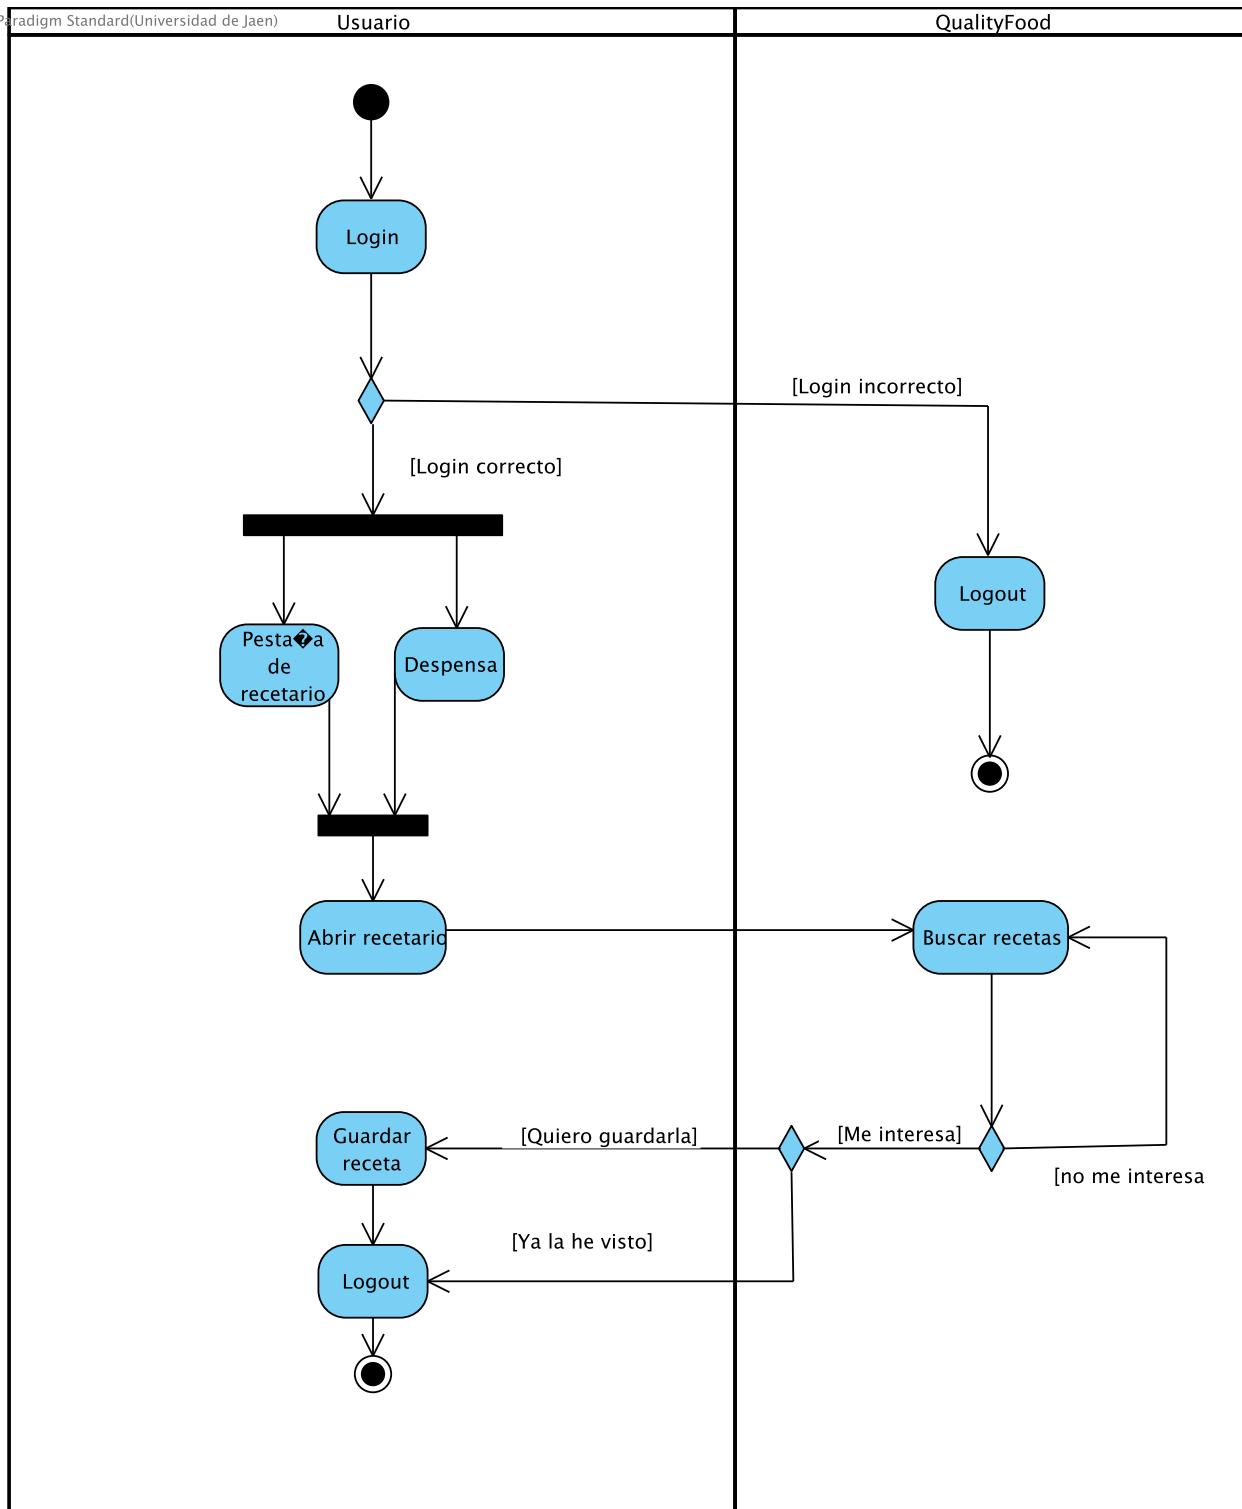 Paradigm Standard(Universidad de Jaen)
Usuario
QualityFood
Login
[Login incorrecto]
[Login correcto]
Logout
Pesta�a
de
recetario
Despensa
Abrir recetario
Buscar recetas
Guardar
receta
[Quiero guardarla]
[Me interesa]
[no me interesa
[Ya la he visto]
Logout